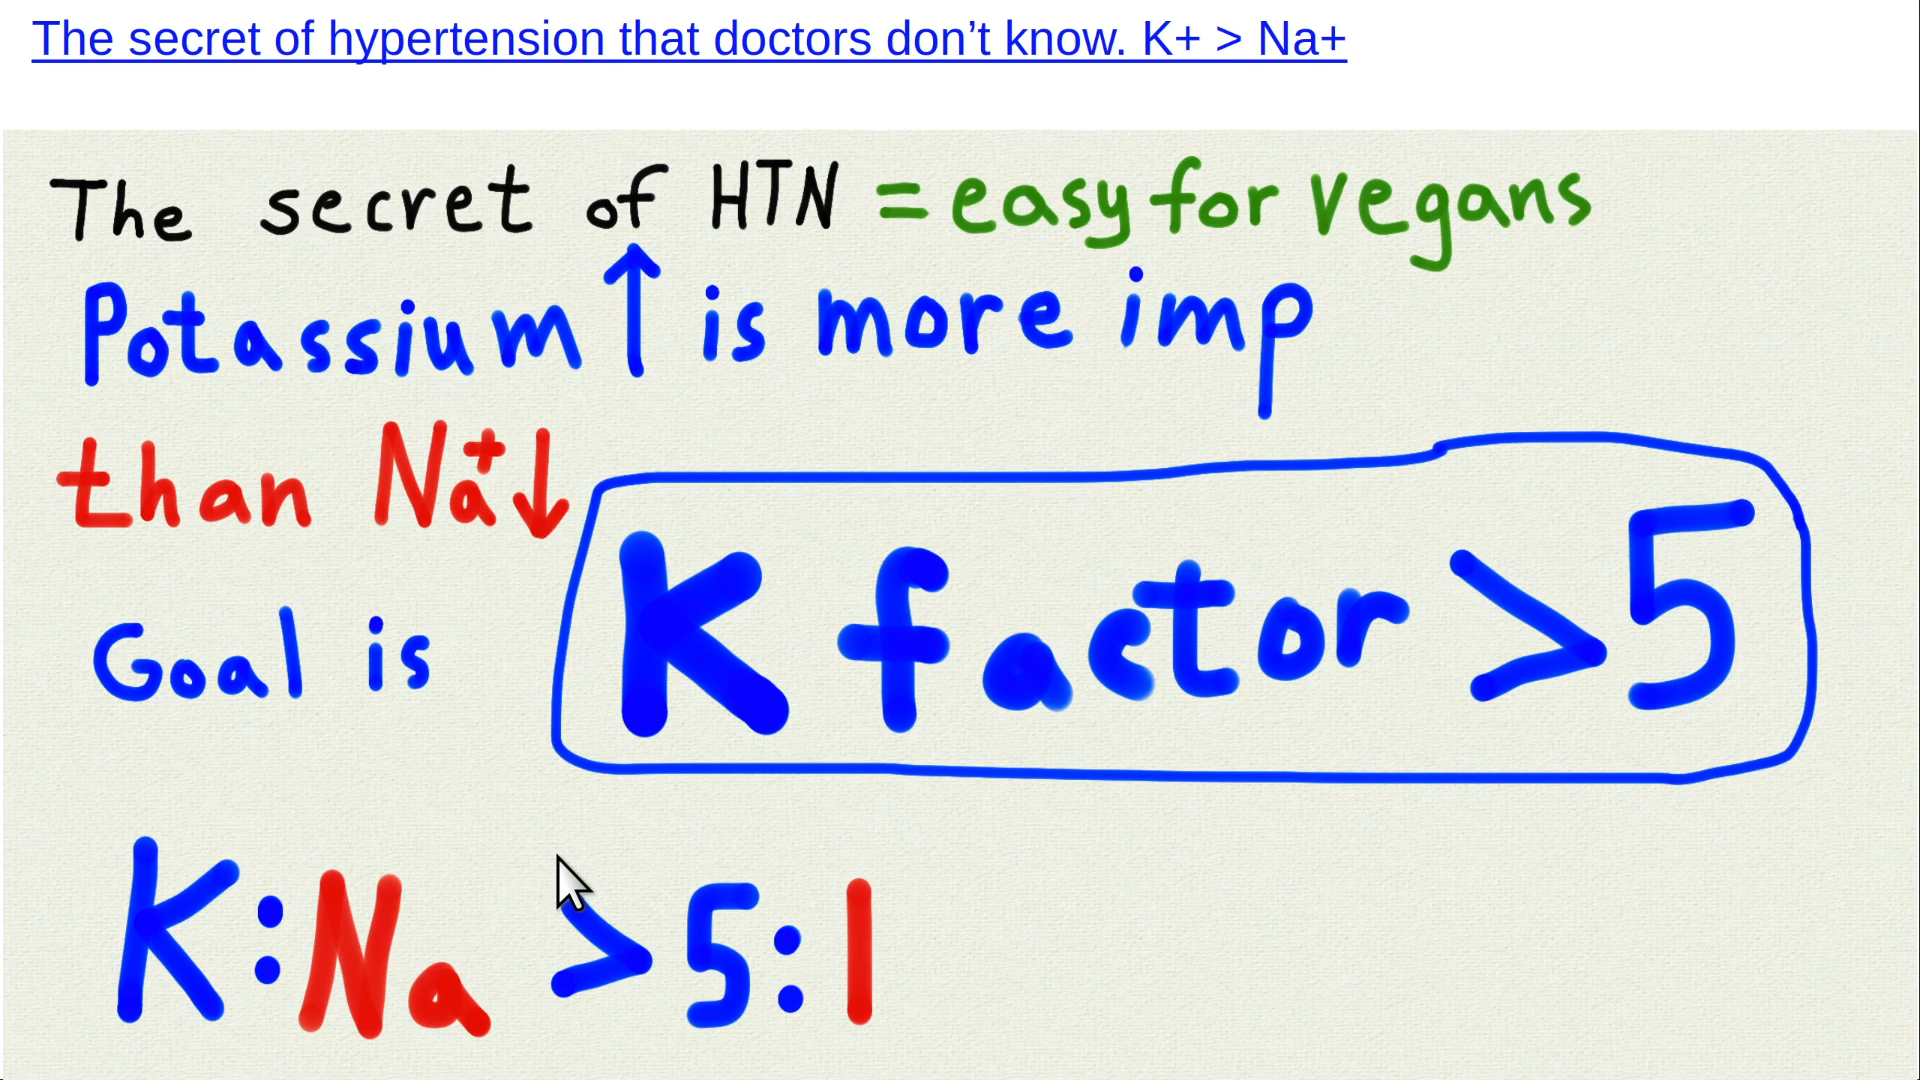 The secret of hypertension that doctors don’t know. K+ > Na+
The secret of HTN = easy for vegans
Potassium ↑ is more imp
than Na+ ↓
Goal is K factor > 5
K:Na > 5:1